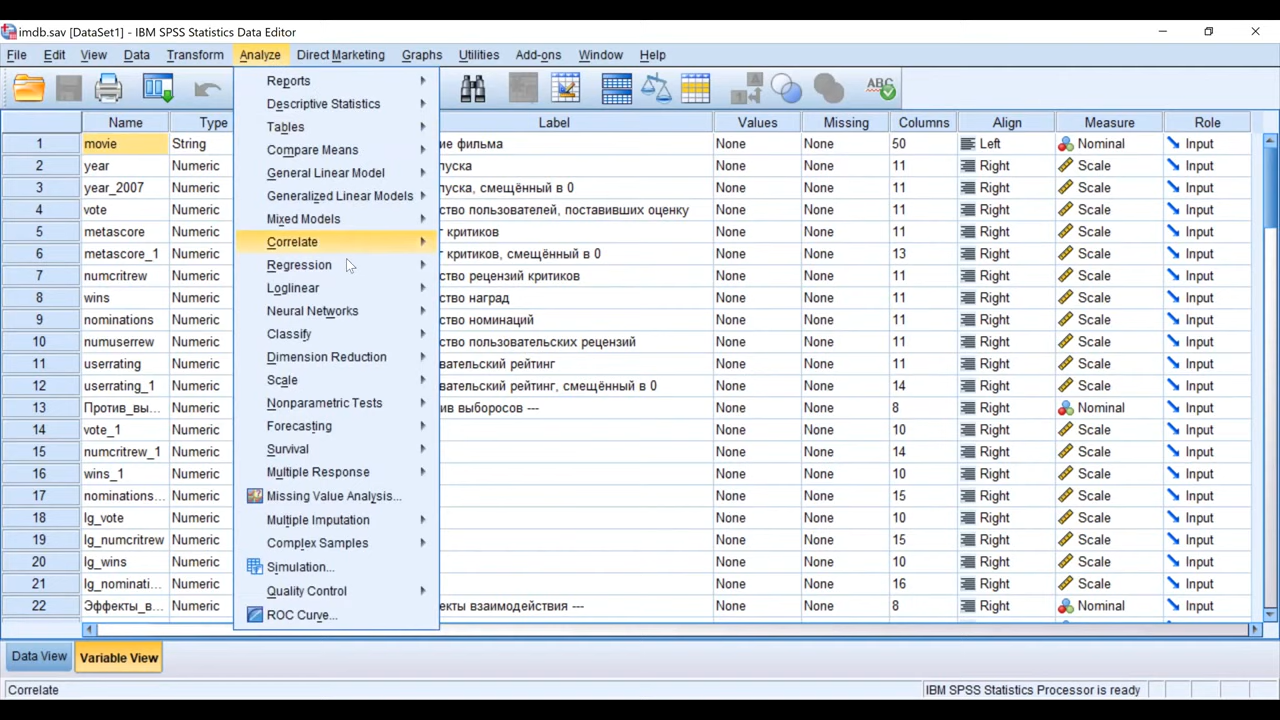 imdb.sav [DataSet1] - IBM SPSS Statistics Data Editor
File Edit View Data Transform Analyze Direct Marketing Graphs Utilities Add-ons Window Help
ABC
Reports
Descriptive Statistics
Tables
Compare Means
General Linear Model
Generalized Linear Models
Mixed Models
Correlate
Regression
Loglinear
Neural Networks
Classify
Dimension Reduction
Scale
Nonparametric Tests
Forecasting
Survival
Multiple Response
Missing Value Analysis...
Multiple Imputation
Complex Samples
Simulation...
Quality Control
ROC Curve...
Name Type Label Values Missing Columns Align Measure Role
1 movie String ие фильма None None 50 Left Nominal Input
2 year Numeric пуска None None 11 Right Scale Input
3 year_2007 Numeric пуска, смещённый в 0 None None 11 Right Scale Input
4 vote Numeric ство пользователей, поставивших оценку None None 11 Right Scale Input
5 metascore Numeric г критиков None None 11 Right Scale Input
6 metascore_1 Numeric г критиков, смещённый в 0 None None 13 Right Scale Input
7 numcritrew Numeric ство рецензий критиков None None 11 Right Scale Input
8 wins Numeric ство наград None None 11 Right Scale Input
9 nominations Numeric ство номинаций None None 11 Right Scale Input
10 numuserrew Numeric ство пользовательских рецензий None None 11 Right Scale Input
11 userrating Numeric вательский рейтинг None None 11 Right Scale Input
12 userrating_1 Numeric вательский рейтинг, смещённый в 0 None None 14 Right Scale Input
13 Против_вы... Numeric ив выборосов --- None None 8 Right Nominal Input
14 vote_1 Numeric None None 10 Right Scale Input
15 numcritrew_1 Numeric None None 14 Right Scale Input
16 wins_1 Numeric None None 10 Right Scale Input
17 nominations... Numeric None None 15 Right Scale Input
18 lg_vote Numeric None None 10 Right Scale Input
19 lg_numcritrew Numeric None None 15 Right Scale Input
20 lg_wins Numeric None None 10 Right Scale Input
21 lg_nominati... Numeric None None 16 Right Scale Input
22 Эффекты_в... Numeric екты взаимодействия --- None None 8 Right Nominal Input
Data View Variable View
Correlate IBM SPSS Statistics Processor is ready